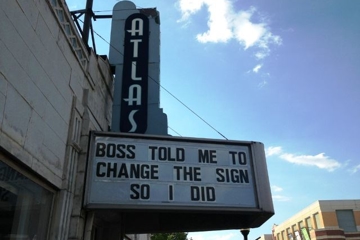 ATLAS
BOSS TOLD ME TO
CHANGE THE SIGN
SO I DID